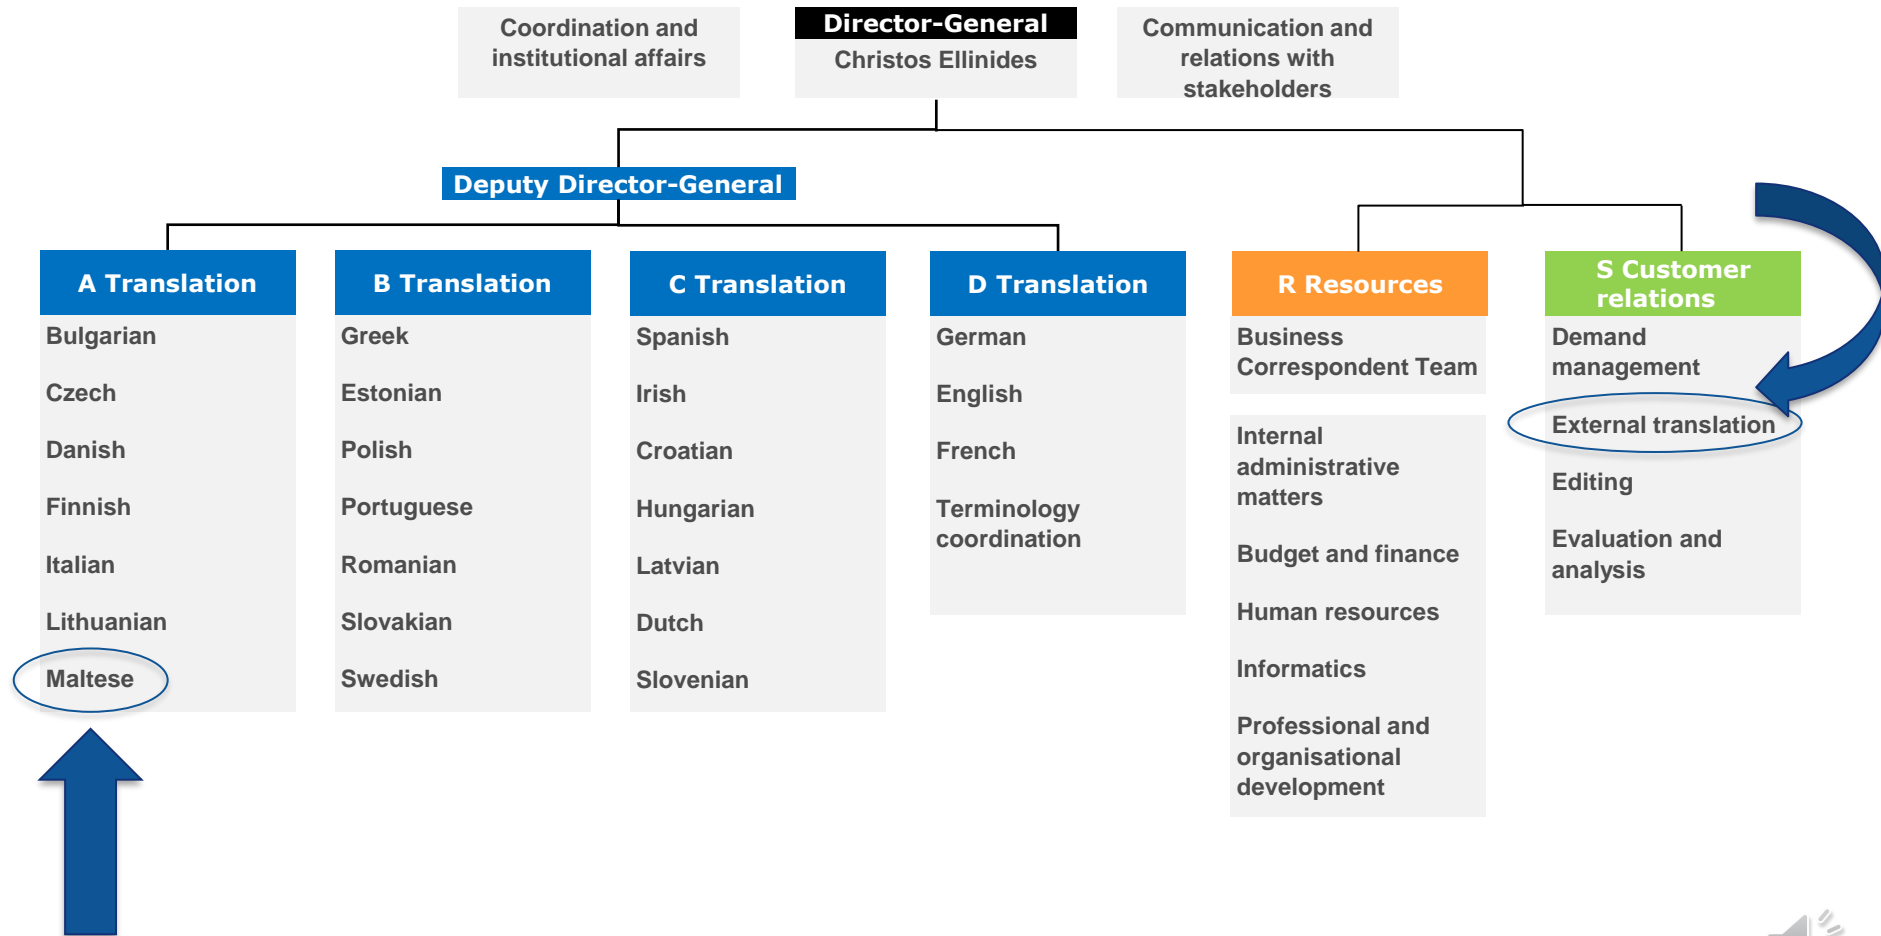 Coordination and
institutional affairs
Director-General
Christos Ellinides
Communication and
relations with
stakeholders
Deputy Director-General
A Translation
Bulgarian
Czech
Danish
Finnish
Italian
Lithuanian
Maltese
B Translation
Greek
Estonian
Polish
Portuguese
Romanian
Slovakian
Swedish
C Translation
Spanish
Irish
Croatian
Hungarian
Latvian
Dutch
Slovenian
D Translation
German
English
French
Terminology
coordination
R Resources
Business
Correspondent Team
Internal
administrative
matters
Budget and finance
Human resources
Informatics
Professional and
organisational
development
S Customer
relations
Demand
management
External translation
Editing
Evaluation and
analysis